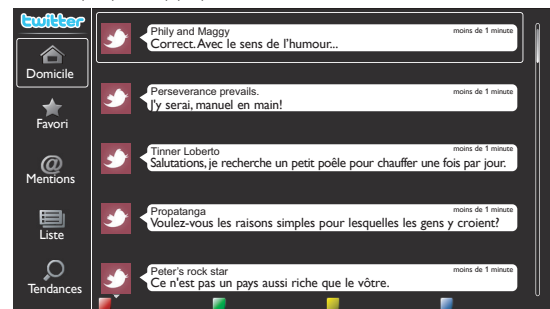 twitter
Domicile
Favori
@
Mentions
Liste
Tendances
Phily and Maggy
moins de 1 minute
Correct. Avec le sens de l'humour...
Perseverance prevails.
moins de 1 minute
J'y serai, manuel en main!
Tinner Loberto
moins de 1 minute
Salutations, je recherche un petit poêle pour chauffer une fois par jour.
Propatanga
moins de 1 minute
Voulez-vous les raisons simples pour lesquelles les gens y croient?
Peter's rock star
moins de 1 minute
Ce n'est pas un pays aussi riche que le vôtre.